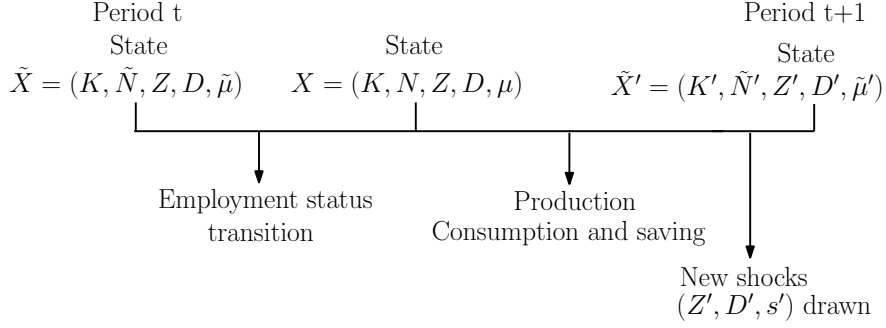 Period t
State
X̃ = (K, Ñ, Z, D, μ̃)
State
X = (K, N, Z, D, μ)
Period t+1
State
X̃′ = (K′, Ñ′, Z′, D′, μ̃′)
Employment status
transition
Production
Consumption and saving
New shocks
(Z′, D′, s′) drawn